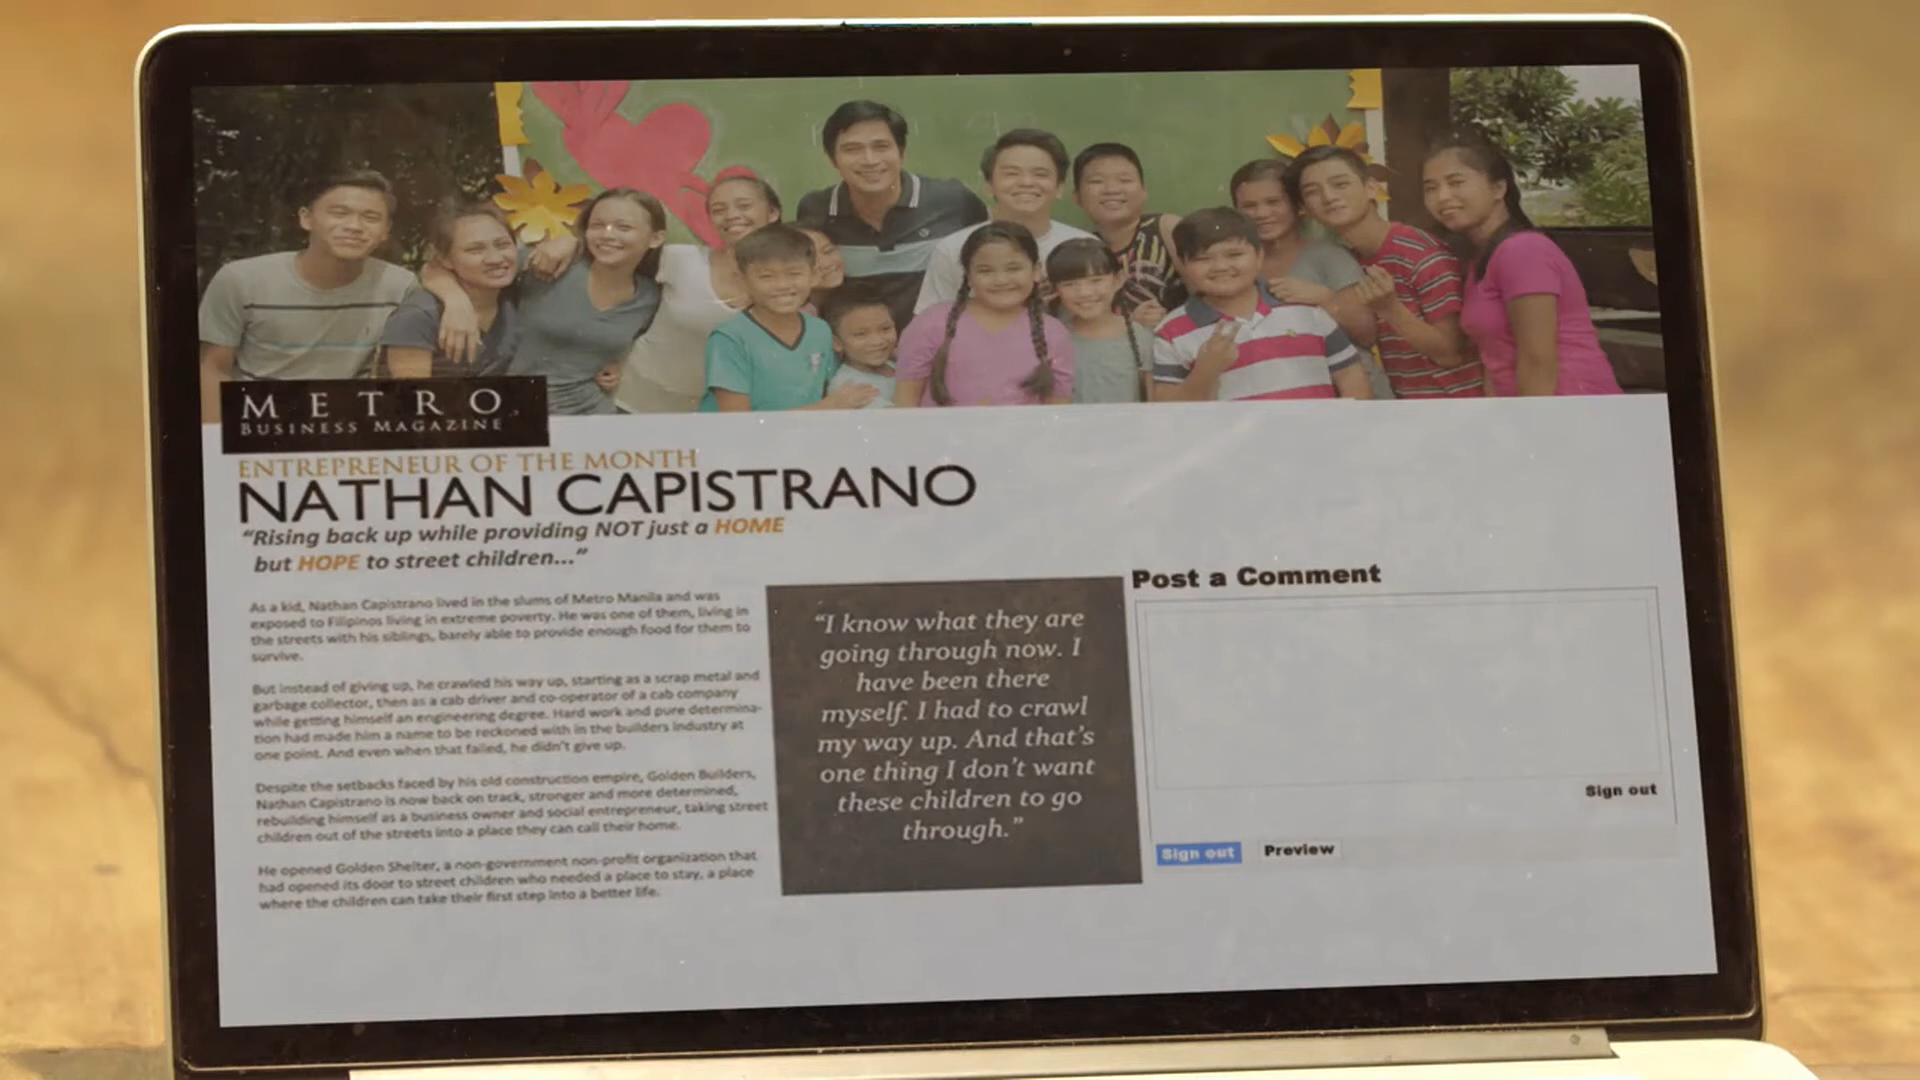 METRO
BUSINESS MAGAZINE
ENTREPRENEUR OF THE MONTH
NATHAN CAPISTRANO
“Rising back up while providing NOT just a HOME
but HOPE to street children...”
As a kid, Nathan Capistrano lived in the slums of Metro Manila and was
exposed to Filipinos living in extreme poverty. He was one of them, living in
the streets with his siblings, barely able to provide enough food for them to
survive.
But instead of giving up, he crawled his way up, starting as a scrap metal and
garbage collector, then as a cab driver and co-operator of a cab company
while getting himself an engineering degree. Hard work and pure determina-
tion had made him a name to be reckoned with in the builders industry at
one point. And even when that failed, he didn't give up.
Despite the setbacks faced by his old construction empire, Golden Builders,
Nathan Capistrano is now back on track, stronger and more determined,
rebuilding himself as a business owner and social entrepreneur, taking street
children out of the streets into a place they can call their home.
He opened Golden Shelter, a non-government non-profit organization that
had opened its door to street children who needed a place to stay, a place
where the children can take their first step into a better life.
“I know what they are
going through now. I
have been there
myself. I had to crawl
my way up. And that's
one thing I don't want
these children to go
through.”
Post a Comment
Sign out
Sign out Preview